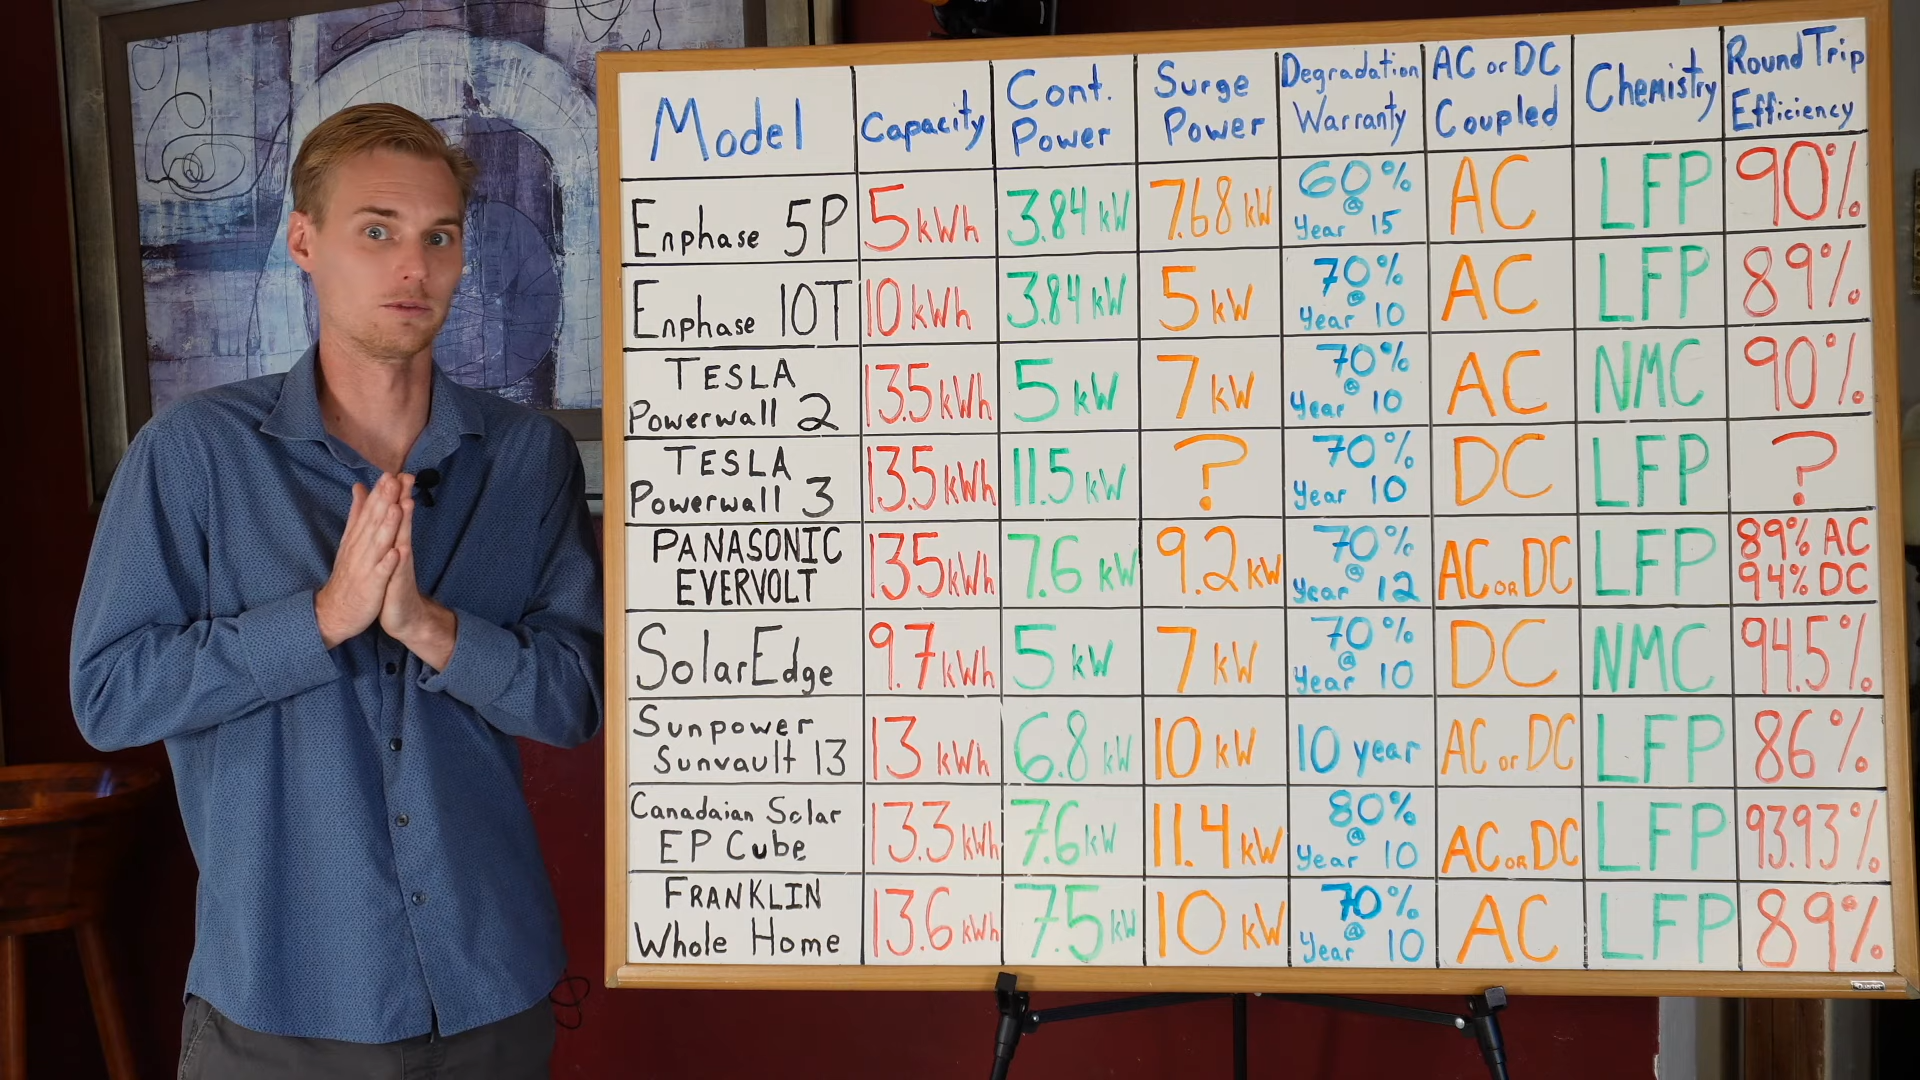 Model Capacity Cont. Power Surge Power Degradation Warranty AC or DC Coupled Chemistry Round Trip Efficiency
Enphase 5P 5 kWh 3.84 kW 7.68 kW 60% @ Year 15 AC LFP 90%
Enphase 10T 10 kWh 3.84 kW 5 kW 70% @ Year 10 AC LFP 89%
TESLA Powerwall 2 13.5 kWh 5 kW 7 kW 70% @ Year 10 AC NMC 90%
TESLA Powerwall 3 13.5 kWh 11.5 kW ? 70% @ Year 10 DC LFP ?
PANASONIC EVERVOLT 135 kWh 7.6 kW 9.2 kW 70% @ Year 12 AC OR DC LFP 89% AC 94% DC
SolarEdge 9.7 kWh 5 kW 7 kW 70% @ Year 10 DC NMC 94.5%
Sunpower Sunvault 13 13 kWh 6.8 kW 10 kW 10 year AC or DC LFP 86%
Canadaian Solar EP Cube 13.3 kWh 7.6 kW 11.4 kW 80% @ Year 10 AC OR DC LFP 93.93%
FRANKLIN Whole Home 13.6 kWh 7.5 kW 10 kW 70% @ Year 10 AC LFP 89%
Quartet